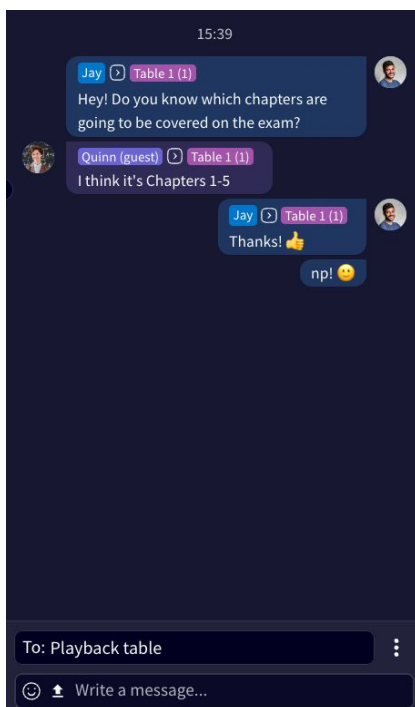 15:39
Jay Table 1 (1)
Hey! Do you know which chapters are
going to be covered on the exam?
Quinn (guest) Table 1 (1)
I think it's Chapters 1-5
Jay Table 1 (1)
Thanks! 👍
np! 🙂
To: Playback table
Write a message...